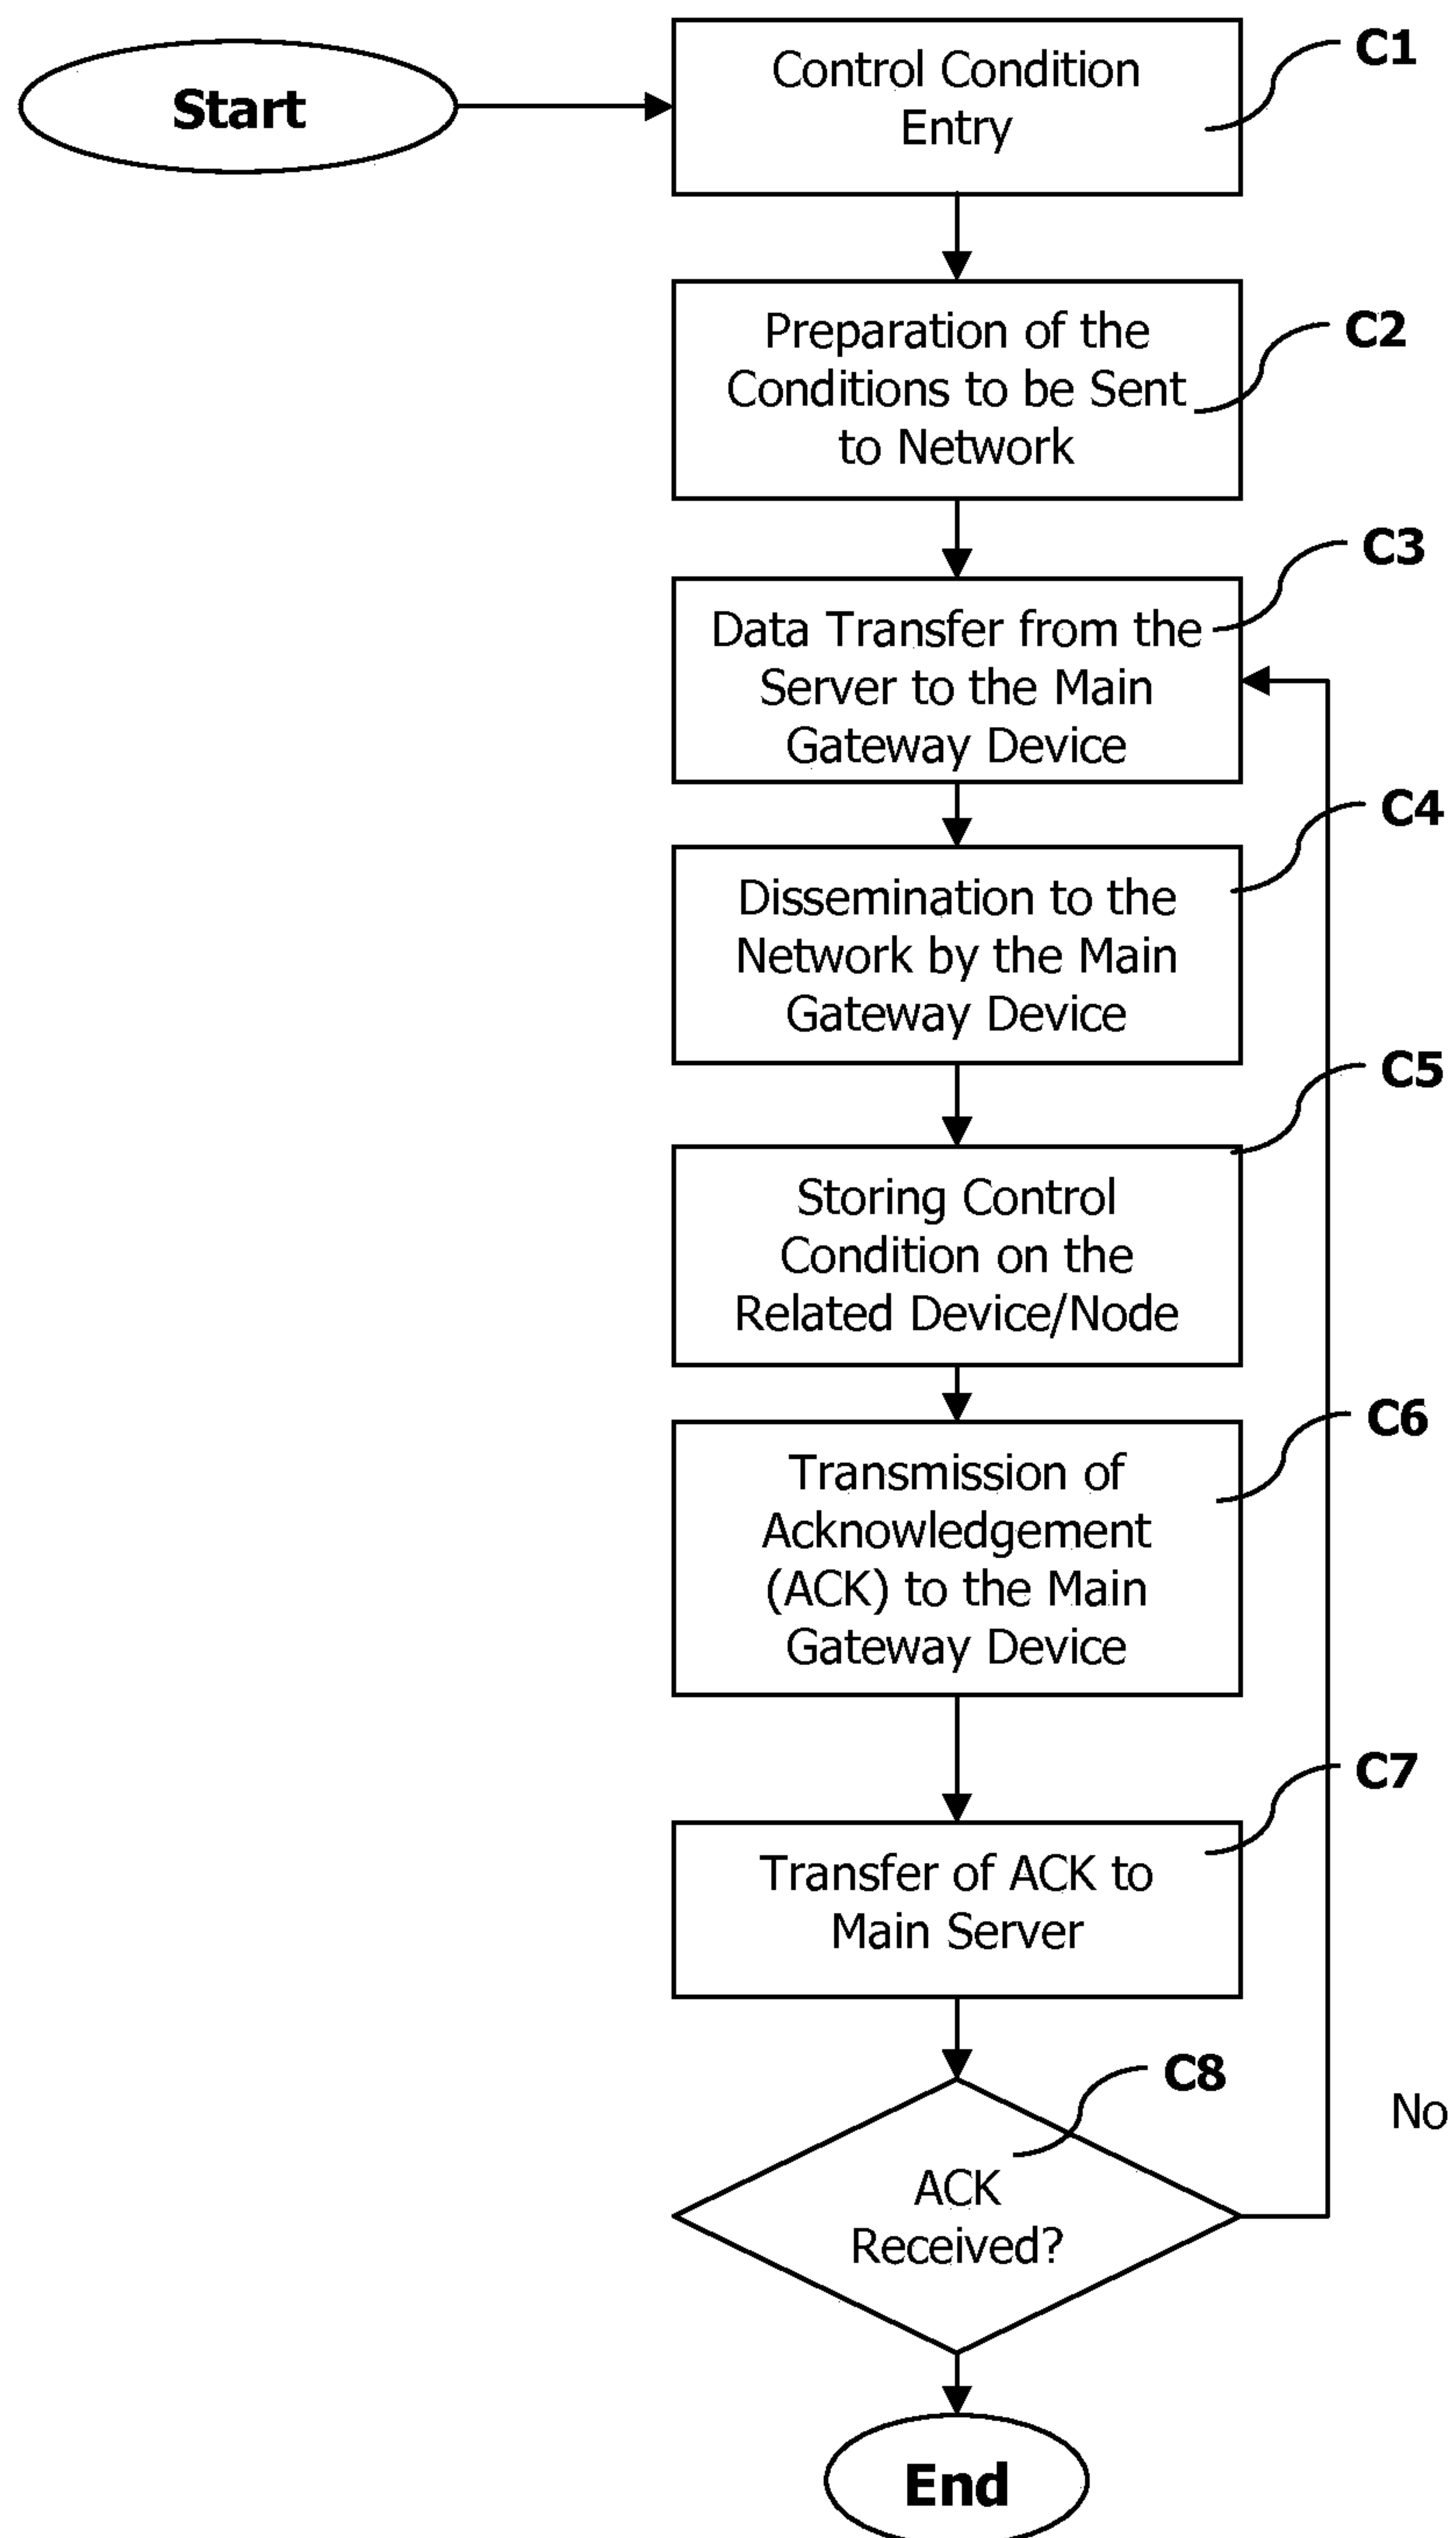 Start
Control Condition
Entry
C1
Preparation of the
Conditions to be Sent
to Network
C2
Data Transfer from the
Server to the Main
Gateway Device
C3
Dissemination to the
Network by the Main
Gateway Device
C4
Storing Control
Condition on the
Related Device/Node
C5
Transmission of
Acknowledgement
(ACK) to the Main
Gateway Device
C6
Transfer of ACK to
Main Server
C7
ACK
Received?
C8
No
End